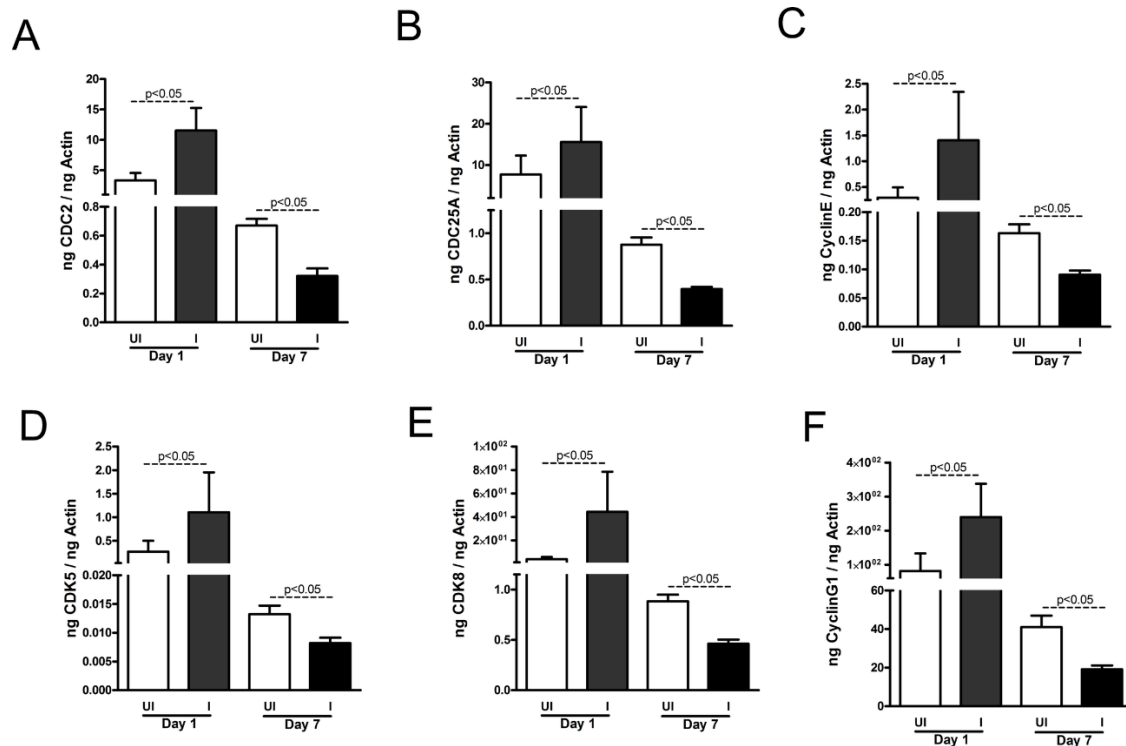 A
ng CDC2 / ng Actin
20
15
10
5
0.8
0.6
0.4
0.2
0.0
p<0.05
p<0.05
UI I UI I
Day 1 Day 7
B
ng CDC25A / ng Actin
30
20
10
1.0
0.5
0.0
p<0.05
p<0.05
UI I UI I
Day 1 Day 7
C
ng CyclinE / ng Actin
2.5
2.0
1.5
1.0
0.5
0.20
0.15
0.10
0.05
0.00
p<0.05
p<0.05
UI I UI I
Day 1 Day 7
D
ng CDK5 / ng Actin
2.5
2.0
1.5
1.0
0.5
0.020
0.015
0.010
0.005
0.000
p<0.05
p<0.05
UI I UI I
Day 1 Day 7
E
ng CDK8 / ng Actin
1×10⁰²
8×10⁰¹
6×10⁰¹
4×10⁰¹
2×10⁰¹
1.0
0.5
0.0
p<0.05
p<0.05
UI I UI I
Day 1 Day 7
F
ng CyclinG1 / ng Actin
4×10⁰²
3×10⁰²
2×10⁰²
1×10⁰²
60
40
20
0
p<0.05
p<0.05
UI I UI I
Day 1 Day 7